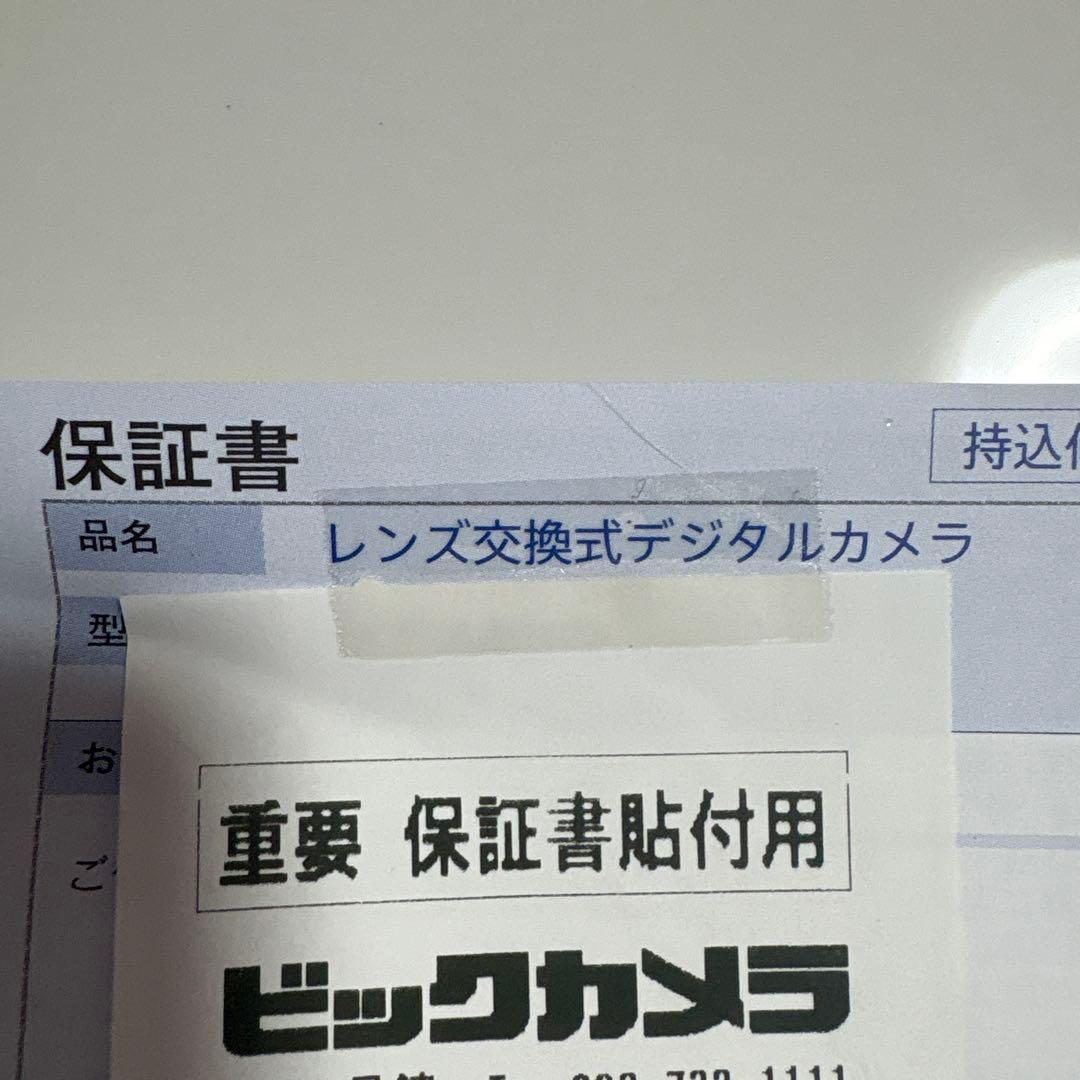 保証書
持込
品名
レンズ交換式デジタルカメラ
型
お
ご
重要 保証書貼付用
ビックカメラ